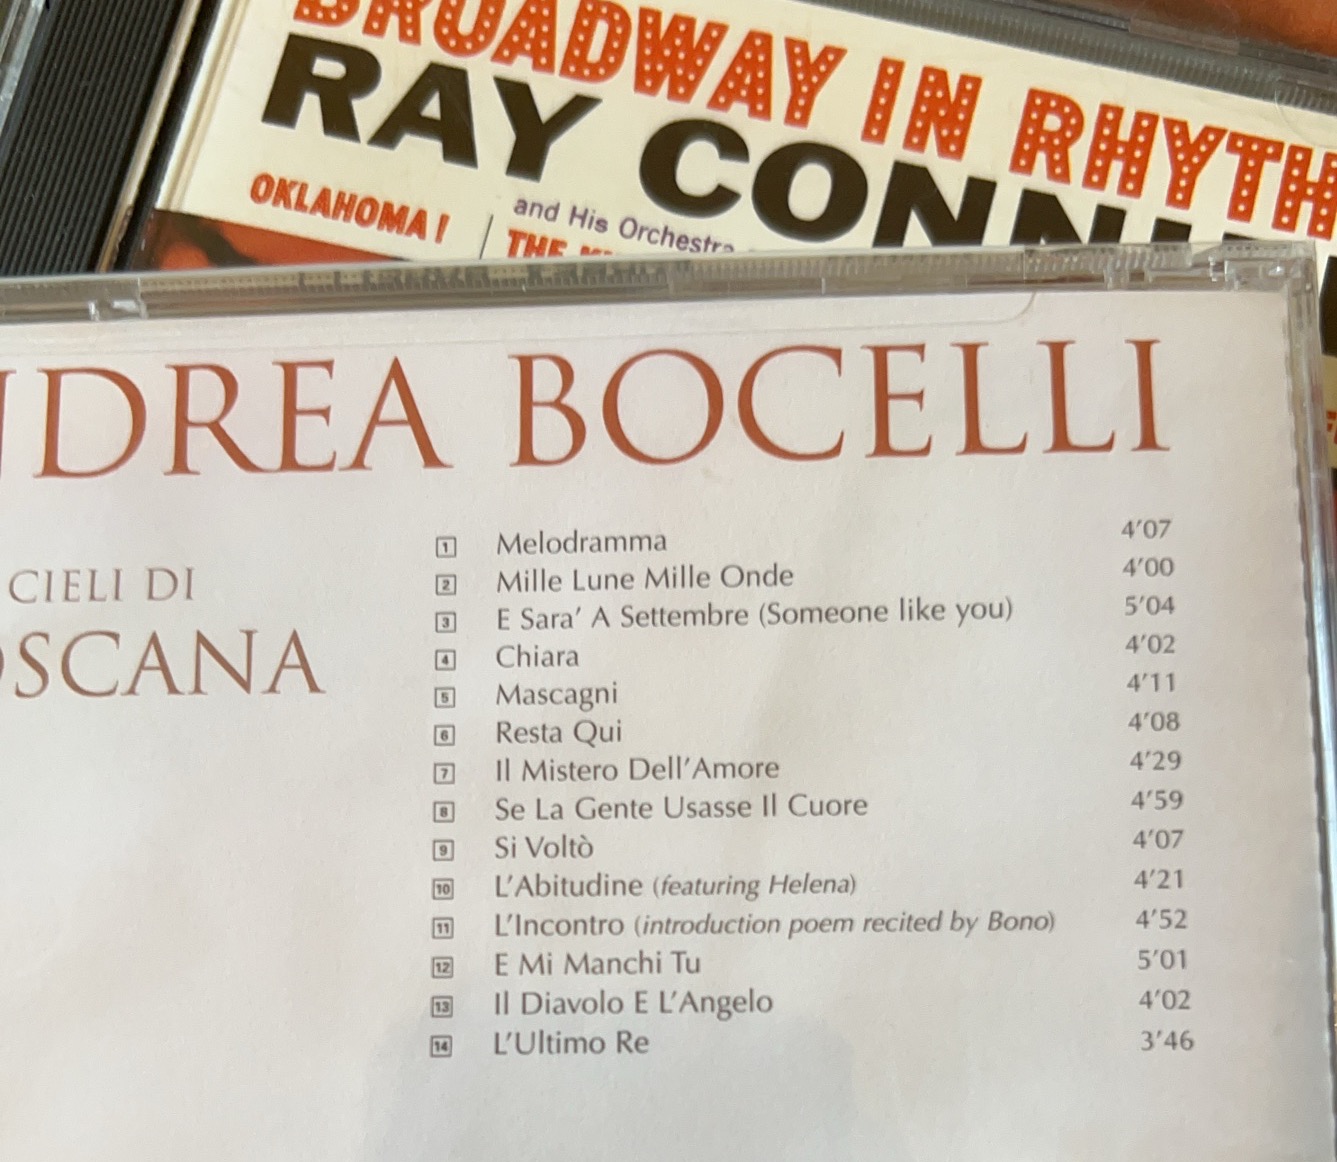 BROADWAY IN RHYTH
RAY CONNI
and His Orchestra
OKLAHOMA!
THE
NDREA BOCELLI
CIELI DI
OSCANA
1 Melodramma 4'07
2 Mille Lune Mille Onde 4'00
3 E Sara' A Settembre (Someone like you) 5'04
4 Chiara 4'02
5 Mascagni 4'11
6 Resta Qui 4'08
7 Il Mistero Dell'Amore 4'29
8 Se La Gente Usasse Il Cuore 4'59
9 Si Voltò 4'07
10 L'Abitudine (featuring Helena) 4'21
11 L'Incontro (introduction poem recited by Bono) 4'52
12 E Mi Manchi Tu 5'01
13 Il Diavolo E L'Angelo 4'02
14 L'Ultimo Re 3'46